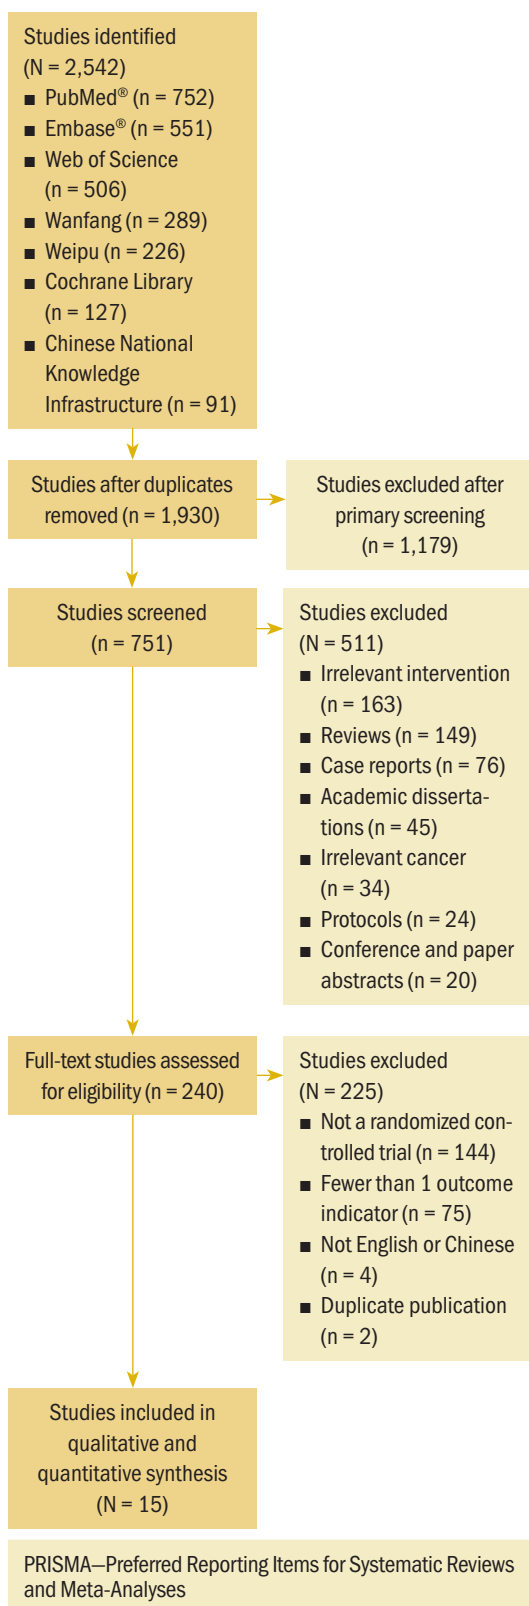 Studies identified
(N = 2,542)
■ PubMed® (n = 752)
■ Embase® (n = 551)
■ Web of Science
(n = 506)
■ Wanfang (n = 289)
■ Weipu (n = 226)
■ Cochrane Library
(n = 127)
■ Chinese National
Knowledge
Infrastructure (n = 91)
Studies after duplicates
removed (n = 1,930)
Studies excluded after
primary screening
(n = 1,179)
Studies screened
(n = 751)
Studies excluded
(N = 511)
■ Irrelevant intervention
(n = 163)
■ Reviews (n = 149)
■ Case reports (n = 76)
■ Academic disserta-
tions (n = 45)
■ Irrelevant cancer
(n = 34)
■ Protocols (n = 24)
■ Conference and paper
abstracts (n = 20)
Full-text studies assessed
for eligibility (n = 240)
Studies excluded
(N = 225)
■ Not a randomized con-
trolled trial (n = 144)
■ Fewer than 1 outcome
indicator (n = 75)
■ Not English or Chinese
(n = 4)
■ Duplicate publication
(n = 2)
Studies included in
qualitative and
quantitative synthesis
(N = 15)
PRISMA—Preferred Reporting Items for Systematic Reviews
and Meta-Analyses